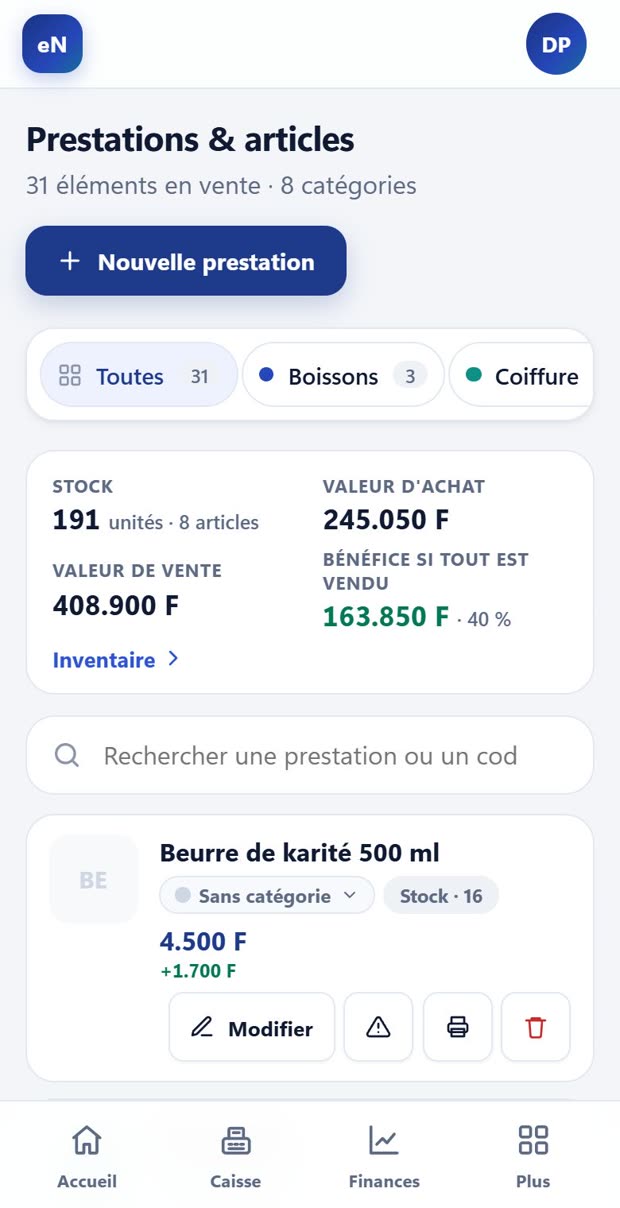 eN
DP
Prestations & articles
31 éléments en vente · 8 catégories
+ Nouvelle prestation
Toutes 31
Boissons 3
Coiffure
STOCK
191 unités · 8 articles
VALEUR D'ACHAT
245.050 F
VALEUR DE VENTE
408.900 F
BÉNÉFICE SI TOUT EST
VENDU
163.850 F · 40 %
Inventaire
Rechercher une prestation ou un cod
BE
Beurre de karité 500 ml
Sans catégorie
Stock · 16
4.500 F
+1.700 F
Modifier
Accueil
Caisse
Finances
Plus